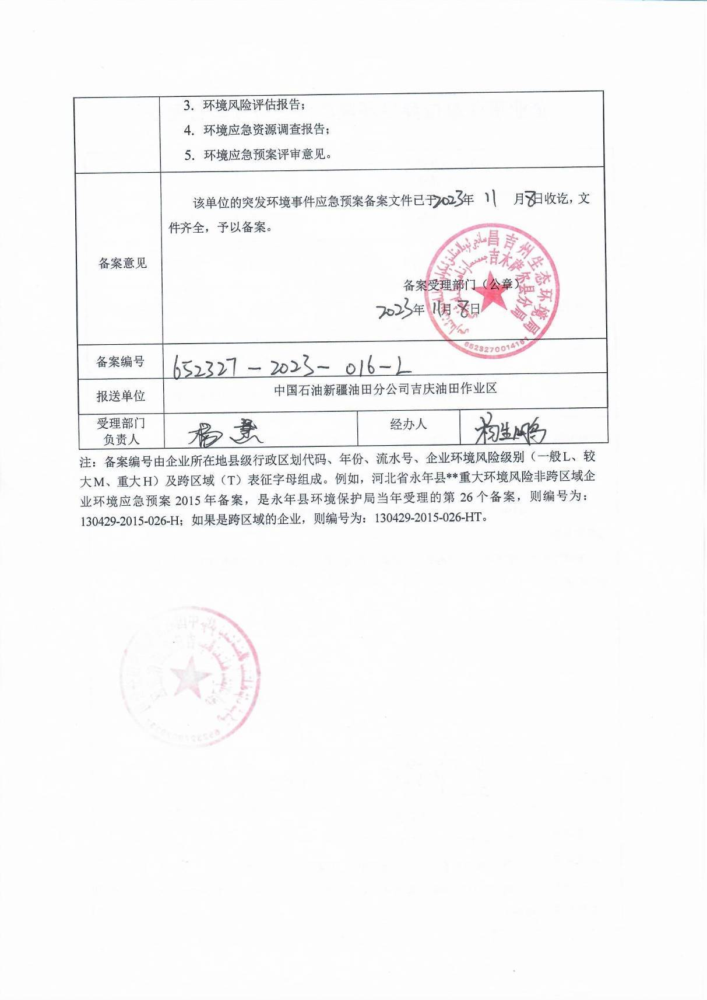 3. 环境风险评估报告；
4. 环境应急资源调查报告；
5. 环境应急预案评审意见。
备案意见
该单位的突发环境事件应急预案备案文件已于2023年 11 月8日收讫，文
件齐全，予以备案。
昌吉州生态环境局
吉木萨尔县分局
备案受理部门（公章）
2023年 11月 8日
6523270014161
备案编号
652327-2023-016-L
报送单位
中国石油新疆油田分公司吉庆油田作业区
受理部门
负责人
杨慧
经办人
注：备案编号由企业所在地县级行政区划代码、年份、流水号、企业环境风险级别（一般L、较
大M、重大H）及跨区域（T）表征字母组成。例如，河北省永年县**重大环境风险非跨区域企
业环境应急预案 2015 年备案，是永年县环境保护局当年受理的第 26 个备案，则编号为：
130429-2015-026-H；如果是跨区域的企业，则编号为：130429-2015-026-HT。